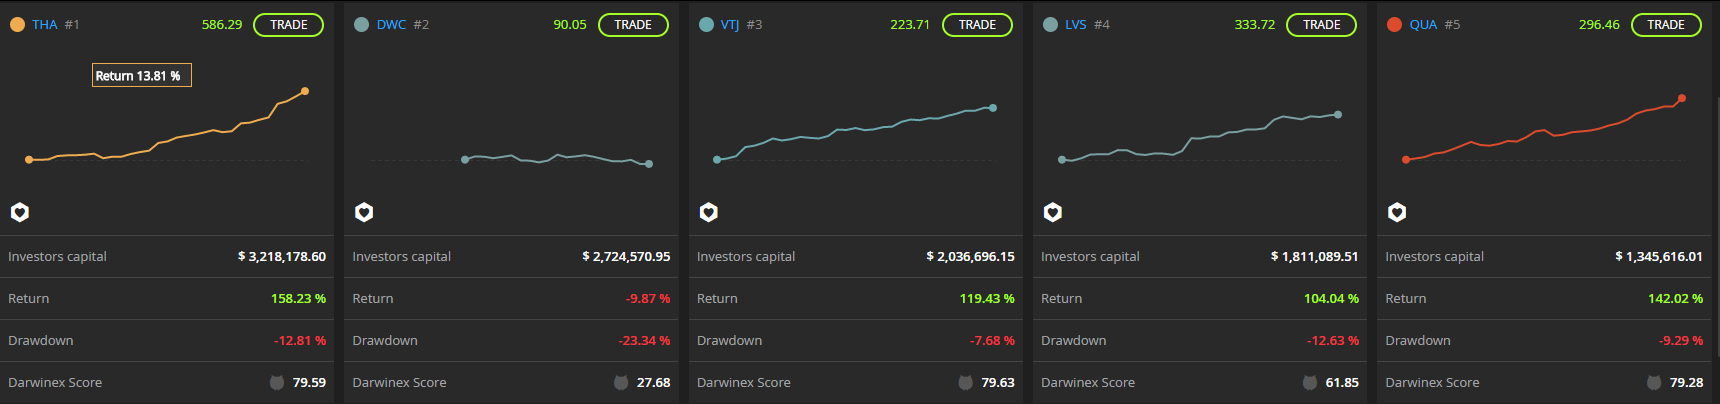 THA #1 586.29 TRADE
Return 13.81 %
Investors capital $ 3,218,178.60
Return 158.23 %
Drawdown -12.81 %
Darwinex Score 79.59
DWC #2 90.05 TRADE
Investors capital $ 2,724,570.95
Return -9.87 %
Drawdown -23.34 %
Darwinex Score 27.68
VTJ #3 223.71 TRADE
Investors capital $ 2,036,696.15
Return 119.43 %
Drawdown -7.68 %
Darwinex Score 79.63
LVS #4 333.72 TRADE
Investors capital $ 1,811,089.51
Return 104.04 %
Drawdown -12.63 %
Darwinex Score 61.85
QUA #5 296.46 TRADE
Investors capital $ 1,345,616.01
Return 142.02 %
Drawdown -9.29 %
Darwinex Score 79.28